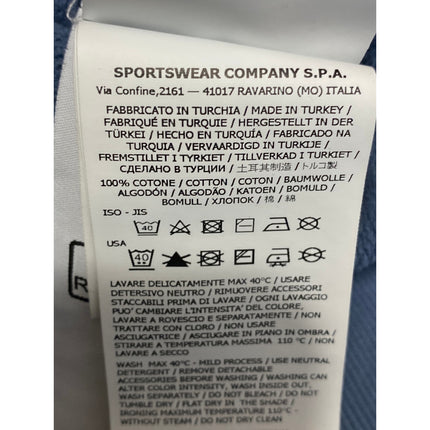 SPORTSWEAR COMPANY S.P.A.
Via Confine,2161 — 41017 RAVARINO (MO) ITALIA
FABBRICATO IN TURCHIA / MADE IN TURKEY /
FABRIQUÉ EN TURQUIE / HERGESTELLT IN DER
TÜRKEI / HECHO EN TURQUÍA / FABRICADO NA
TURQUIA / VERVAARDIGD IN TURKIJE /
FREMSTILLET I TYRKIET / TILLVERKAD I TURKIET /
СДЕЛАНО В ТУРЦИИ / 土耳其制造 / トルコ製
100% COTONE / COTTON / COTON / BAUMWOLLE /
ALGODÓN / ALGODÃO / KATOEN / BOMULD /
BOMULL / ХЛОПОК / 棉 / 綿
ISO - JIS
40
USA
40
R
LAVARE DELICATAMENTE MAX 40°C / USARE
DETERSIVO NEUTRO / RIMUOVERE ACCESSORI
STACCABILI PRIMA DI LAVARE / OGNI LAVAGGIO
PUO' CAMBIARE L'INTENSITA' DEL COLORE,
LAVARE A ROVESCIO E SEPARATAMENTE / NON
TRATTARE CON CLORO / NON USARE
ASCIUGATRICE / ASCIUGARE IN PIANO IN OMBRA /
STIRARE A TEMPERATURA MASSIMA 110 °C / NON
LAVARE A SECCO
WASH MAX 40°C - MILD PROCESS / USE NEUTRAL
DETERGENT / REMOVE DETACHABLE
ACCESSORIES BEFORE WASHING / WASHING CAN
ALTER COLOR INTENSITY, WASH INSIDE OUT,
WASH SEPARATELY / DO NOT BLEACH / DO NOT
TUMBLE DRY / FLAT DRY IN THE SHADE /
IRONING MAXIMUM TEMPERATURE 110°C -
WITHOUT STEAM / DO NOT DRY CLEAN